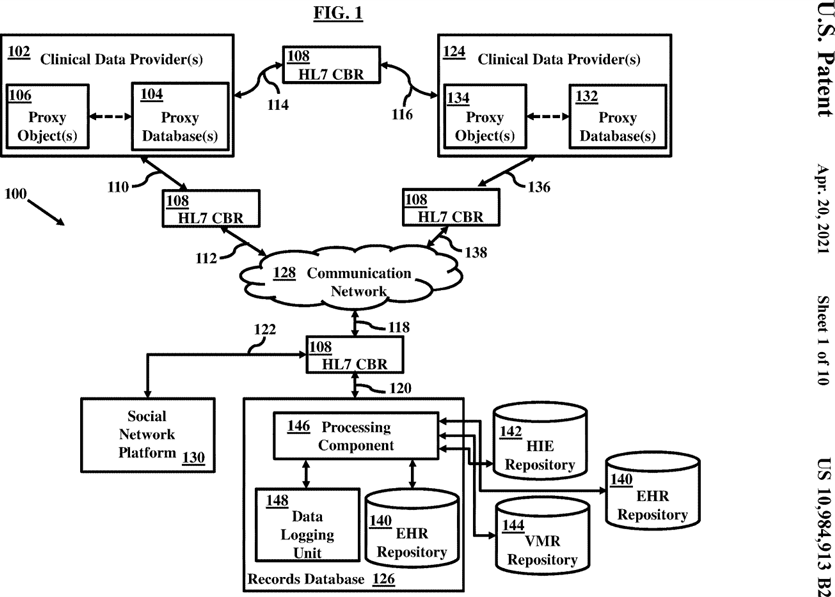 FIG. 1
102 Clinical Data Provider(s)
106
Proxy
Object(s)
104
Proxy
Database(s)
108
HL7 CBR
114
116
124
Clinical Data Provider(s)
134
Proxy
Object(s)
132
Proxy
Database(s)
110
136
100
108
HL7 CBR
108
HL7 CBR
112
138
128 Communication
Network
118
122
108
HL7 CBR
120
Social
Network
Platform 130
146 Processing
Component
148
Data
Logging
Unit
140
EHR
Repository
Records Database 126
142
HIE
Repository
140
EHR
Repository
144
VMR
Repository
U.S. Patent
Apr. 20, 2021
Sheet 1 of 10
US 10,984,913 B2